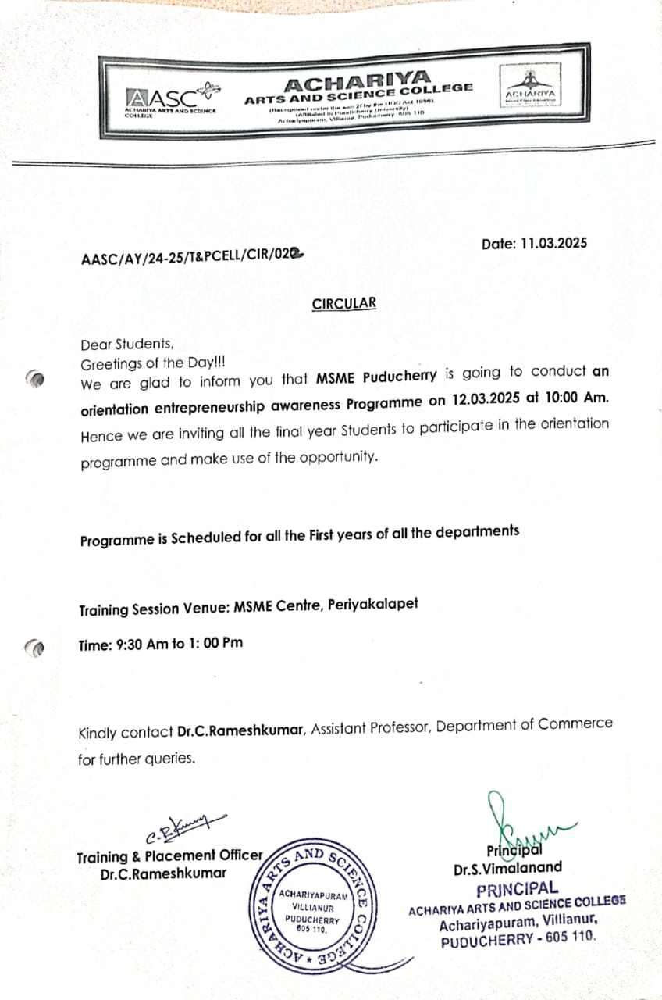 AASC
ACHARIYA ARTS AND SCIENCE
COLLEGE
ACHARIYA
ARTS AND SCIENCE COLLEGE
(Recognised under the sec 2f by the UGC Act 1956).
(Affiliated to Pondicherry University)
Achariyapuram, Villianur, Puducherry 605 110
ACHARIYA
AASC/AY/24-25/T&PCELL/CIR/022
Date: 11.03.2025
CIRCULAR
Dear Students,
Greetings of the Day!!!
We are glad to inform you that MSME Puducherry is going to conduct an
orientation entrepreneurship awareness Programme on 12.03.2025 at 10:00 Am.
Hence we are inviting all the final year Students to participate in the orientation
programme and make use of the opportunity.
Programme is Scheduled for all the First years of all the departments
Training Session Venue: MSME Centre, Periyakalapet
Time: 9:30 Am to 1: 00 Pm
Kindly contact Dr.C.Rameshkumar, Assistant Professor, Department of Commerce
for further queries.
Training & Placement Officer
Dr.C.Rameshkumar
ACHARIYA ARTS AND SCIENCE COLLEGE
ACHARIYAPURAM
VILLIANUR
PUDUCHERRY
605 110.
Principal
Dr.S.Vimalanand
PRINCIPAL
ACHARIYA ARTS AND SCIENCE COLLEGE
Achariyapuram, Villianur,
PUDUCHERRY - 605 110.